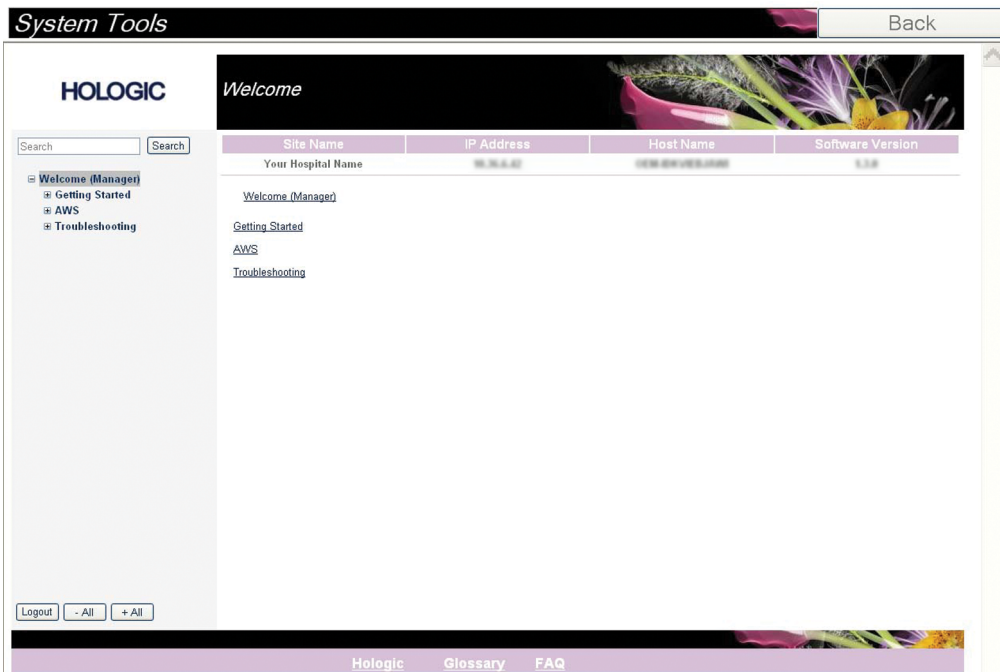 System Tools
Back
HOLOGIC
Welcome
Search
Search
Site Name IP Address Host Name Software Version
Your Hospital Name
Welcome (Manager)
Getting Started
AWS
Troubleshooting
Welcome (Manager)
Getting Started
AWS
Troubleshooting
Logout - All + All
Hologic Glossary FAQ